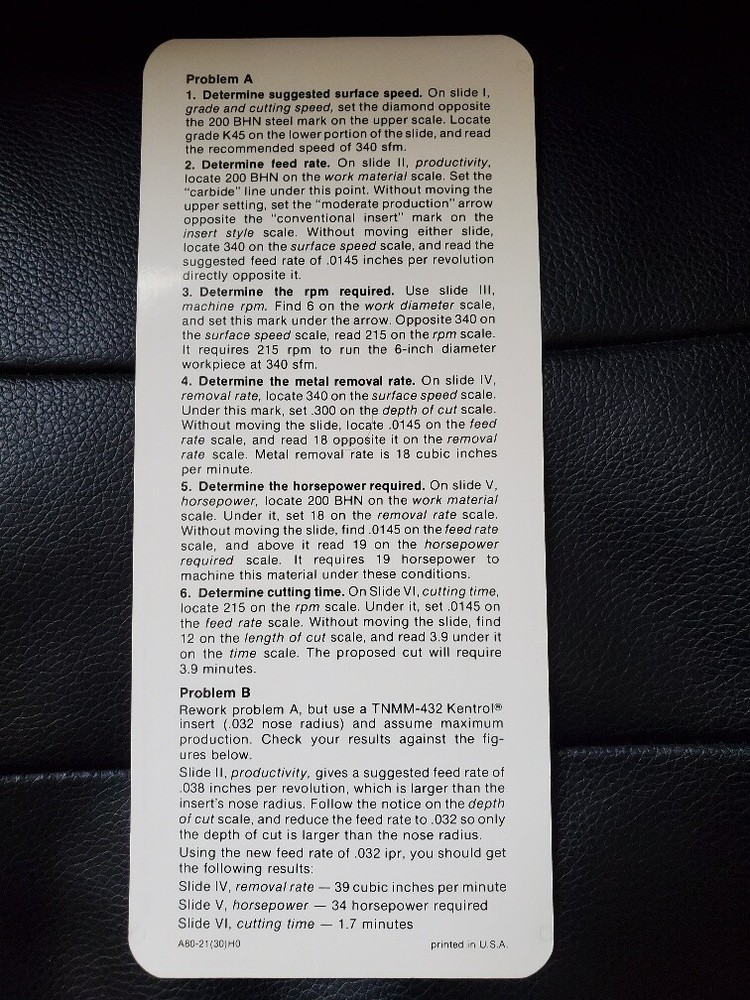 Problem A
1. Determine suggested surface speed. On slide I,
grade and cutting speed, set the diamond opposite
the 200 BHN steel mark on the upper scale. Locate
grade K45 on the lower portion of the slide, and read
the recommended speed of 340 sfm.
2. Determine feed rate. On slide II, productivity,
locate 200 BHN on the work material scale. Set the
"carbide" line under this point. Without moving the
upper setting, set the "moderate production" arrow
opposite the "conventional insert" mark on the
insert style scale. Without moving either slide,
locate 340 on the surface speed scale, and read the
suggested feed rate of .0145 inches per revolution
directly opposite it.
3. Determine the rpm required. Use slide III,
machine rpm. Find 6 on the work diameter scale,
and set this mark under the arrow. Opposite 340 on
the surface speed scale, read 215 on the rpm scale.
It requires 215 rpm to run the 6-inch diameter
workpiece at 340 sfm.
4. Determine the metal removal rate. On slide IV,
removal rate, locate 340 on the surface speed scale.
Under this mark, set .300 on the depth of cut scale.
Without moving the slide, locate .0145 on the feed
rate scale, and read 18 opposite it on the removal
rate scale. Metal removal rate is 18 cubic inches
per minute.
5. Determine the horsepower required. On slide V,
horsepower, locate 200 BHN on the work material
scale. Under it, set 18 on the removal rate scale.
Without moving the slide, find .0145 on the feed rate
scale, and above it read 19 on the horsepower
required scale. It requires 19 horsepower to
machine this material under these conditions.
6. Determine cutting time. On Slide VI, cutting time,
locate 215 on the rpm scale. Under it, set .0145 on
the feed rate scale. Without moving the slide, find
12 on the length of cut scale, and read 3.9 under it
on the time scale. The proposed cut will require
3.9 minutes.
Problem B
Rework problem A, but use a TNMM-432 Kentrol®
insert (.032 nose radius) and assume maximum
production. Check your results against the fig-
ures below.
Slide II, productivity, gives a suggested feed rate of
.038 inches per revolution, which is larger than the
insert's nose radius. Follow the notice on the depth
of cut scale, and reduce the feed rate to .032 so only
the depth of cut is larger than the nose radius.
Using the new feed rate of .032 ipr, you should get
the following results:
Slide IV, removal rate — 39 cubic inches per minute
Slide V, horsepower — 34 horsepower required
Slide VI, cutting time — 1.7 minutes
A80-21(30)H0 printed in U.S.A.